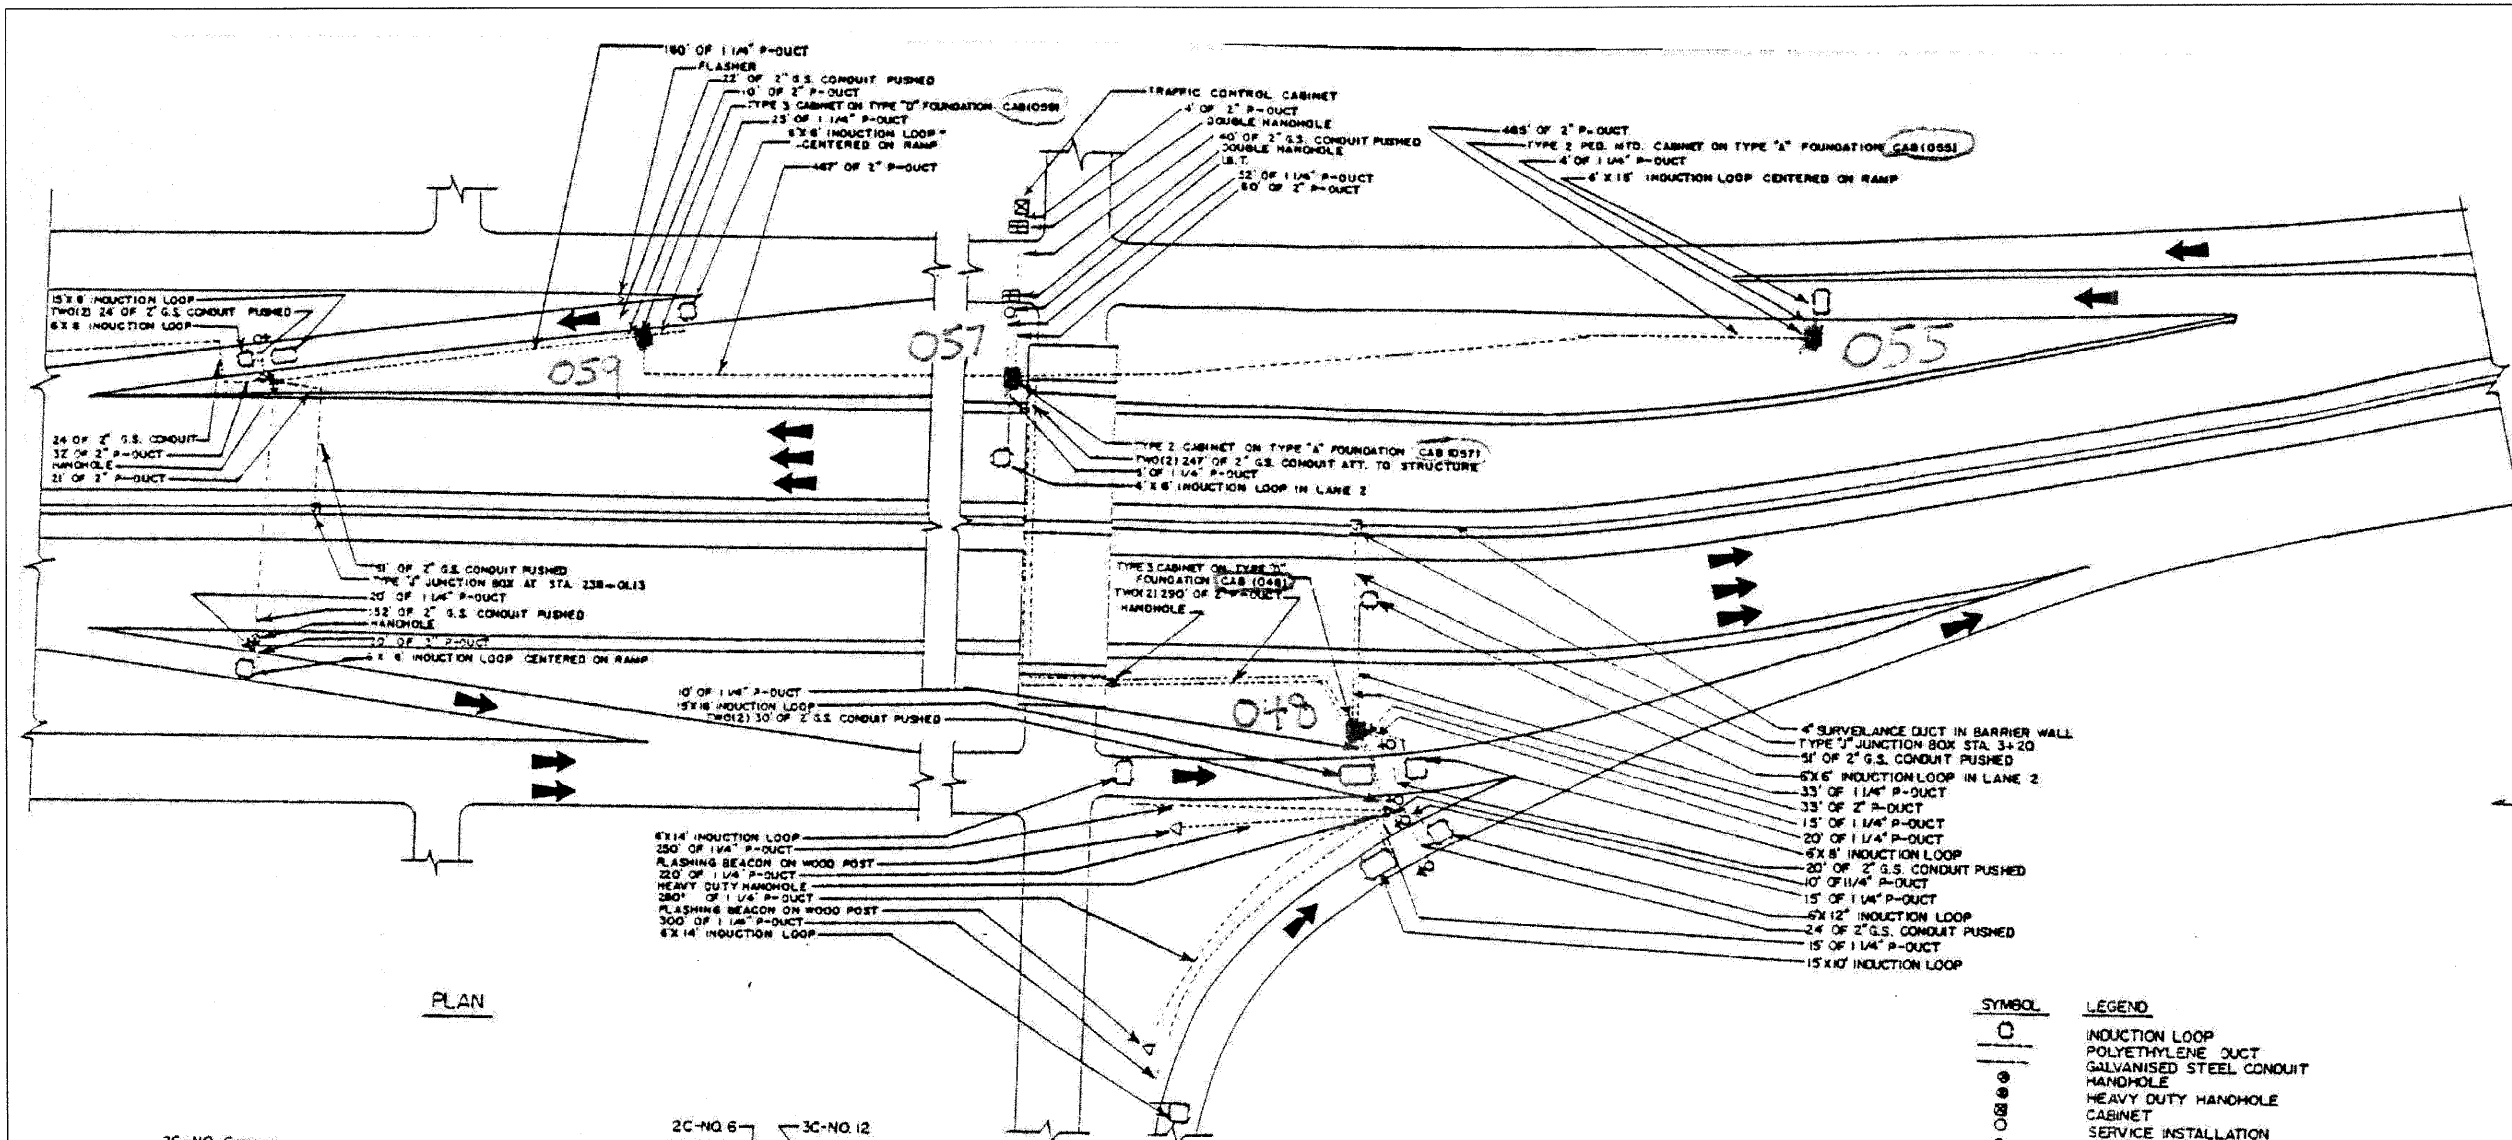 180' OF 1 1/4" P-DUCT
FLASHER
22' OF 2" G.S. CONDUIT PUSHED
10' OF 2" P-DUCT
TYPE 3 CABINET ON TYPE "D" FOUNDATION CAB(059)
25' OF 1 1/4" P-DUCT
6'X6' INDUCTION LOOP
CENTERED ON RAMP
467' OF 2" P-DUCT
TRAFFIC CONTROL CABINET
4' OF 2" P-DUCT
DOUBLE HANDHOLE
40' OF 2" G.S. CONDUIT PUSHED
DOUBLE HANDHOLE
I.B.T.
52' OF 1 1/4" P-DUCT
60' OF 2" P-DUCT
485' OF 2" P-DUCT
TYPE 2 PED. MTD. CABINET ON TYPE "A" FOUNDATION CAB(055)
4' OF 1 1/4" P-DUCT
6' X 18' INDUCTION LOOP CENTERED ON RAMP
15'X 8' INDUCTION LOOP
TWO(2) 24' OF 2" G.S. CONDUIT PUSHED
6'X 8' INDUCTION LOOP
059
057
055
24' OF 2" G.S. CONDUIT
32' OF 2" P-DUCT
HANDHOLE
21' OF 2" P-DUCT
TYPE 2 CABINET ON TYPE "A" FOUNDATION CAB(057)
TWO(2) 247' OF 2" G.S. CONDUIT ATT. TO STRUCTURE
5' OF 1 1/4" P-DUCT
6' X 6' INDUCTION LOOP IN LANE 2
51' OF 2" G.S. CONDUIT PUSHED
TYPE "J" JUNCTION BOX AT STA. 238+01.13
20' OF 1 1/4" P-DUCT
152' OF 2" G.S. CONDUIT PUSHED
HANDHOLE
20' OF 2" P-DUCT
6'X 6' INDUCTION LOOP CENTERED ON RAMP
TYPE 3 CABINET ON TYPE "D"
FOUNDATION CAB (048)
TWO(2) 290' OF 2" P-DUCT
HANDHOLE
048
10' OF 1 1/4" P-DUCT
15'X18' INDUCTION LOOP
TWO(2) 30' OF 2" G.S. CONDUIT PUSHED
4" SURVEILANCE DUCT IN BARRIER WALL
TYPE "J" JUNCTION BOX STA. 3+20
51' OF 2" G.S. CONDUIT PUSHED
6'X6' INDUCTION LOOP IN LANE 2
33' OF 1 1/4" P-DUCT
33' OF 2" P-DUCT
15' OF 1 1/4" P-DUCT
20' OF 1 1/4" P-DUCT
6'X8' INDUCTION LOOP
20' OF 2" G.S. CONDUIT PUSHED
10' OF 1 1/4" P-DUCT
15' OF 1 1/4" P-DUCT
6'X12' INDUCTION LOOP
24' OF 2" G.S. CONDUIT PUSHED
15' OF 1 1/4" P-DUCT
15'X10' INDUCTION LOOP
6'X14' INDUCTION LOOP
250' OF 1 1/4" P-DUCT
FLASHING BEACON ON WOOD POST
220' OF 1 1/4" P-DUCT
HEAVY DUTY HANDHOLE
280' OF 1 1/4" P-DUCT
FLASHING BEACON ON WOOD POST
300' OF 1 1/4" P-DUCT
6'X14' INDUCTION LOOP
PLAN
SYMBOL LEGEND
INDUCTION LOOP
POLYETHYLENE DUCT
GALVANISED STEEL CONDUIT
HANDHOLE
HEAVY DUTY HANDHOLE
CABINET
SERVICE INSTALLATION
2C-NO. 6
3C-NO. 12